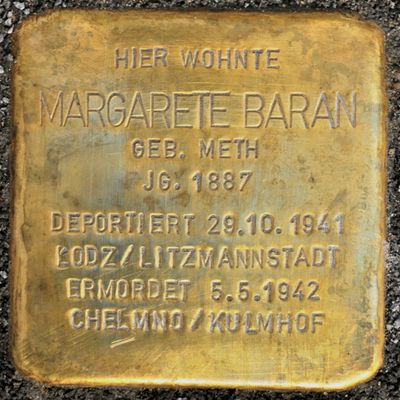 HIER WOHNTE
MARGARETE BARAN
GEB. METH
JG. 1887
DEPORTIERT 29.10.1941
ŁODZ/LITZMANNSTADT
ERMORDET 5.5.1942
CHELMNO/KULMHOF